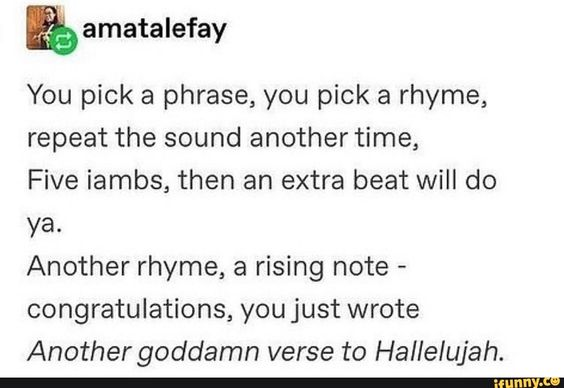 amatalefay
You pick a phrase, you pick a rhyme,
repeat the sound another time,
Five iambs, then an extra beat will do
ya.
Another rhyme, a rising note -
congratulations, you just wrote
Another goddamn verse to Hallelujah.
ifunny.co